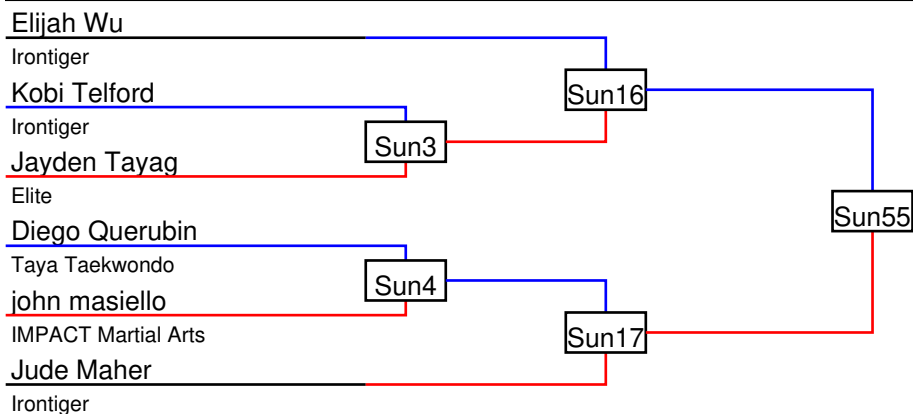 Elijah Wu
Irontiger
Sun16
Kobi Telford
Irontiger
Sun3
Jayden Tayag
Elite
Sun55
Diego Querubin
Taya Taekwondo
Sun4
john masiello
IMPACT Martial Arts
Sun17
Jude Maher
Irontiger